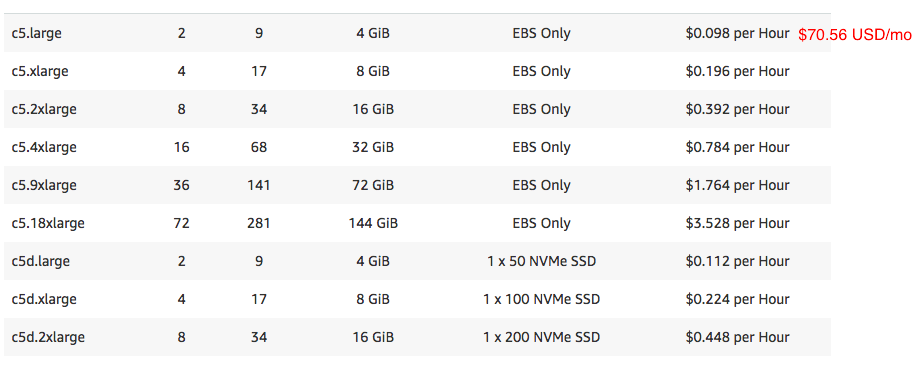 c5.large 2 9 4 GiB EBS Only $0.098 per Hour $70.56 USD/mo
c5.xlarge 4 17 8 GiB EBS Only $0.196 per Hour
c5.2xlarge 8 34 16 GiB EBS Only $0.392 per Hour
c5.4xlarge 16 68 32 GiB EBS Only $0.784 per Hour
c5.9xlarge 36 141 72 GiB EBS Only $1.764 per Hour
c5.18xlarge 72 281 144 GiB EBS Only $3.528 per Hour
c5d.large 2 9 4 GiB 1 x 50 NVMe SSD $0.112 per Hour
c5d.xlarge 4 17 8 GiB 1 x 100 NVMe SSD $0.224 per Hour
c5d.2xlarge 8 34 16 GiB 1 x 200 NVMe SSD $0.448 per Hour